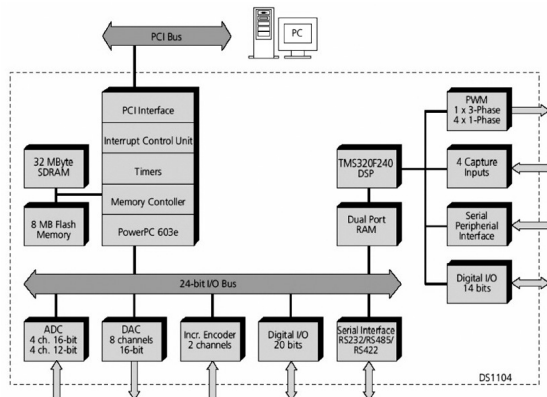 PC
PCI Bus
PCI Interface
Interrupt Control Unit
Timers
Memory Contoller
PowerPC 603e
32 MByte
SDRAM
8 MB Flash
Memory
TMS320F240
DSP
Dual Port
RAM
PWM
1 x 3-Phase
4 x 1-Phase
4 Capture
Inputs
Serial
Peripherial
Interface
Digital I/O
14 bits
24-bit I/O Bus
ADC
4 ch. 16-bit
4 ch. 12-bit
DAC
8 channels
16-bit
Incr. Encoder
2 channels
Digital I/O
20 bits
Serial Interface
RS232/RS485/
RS422
DS1104